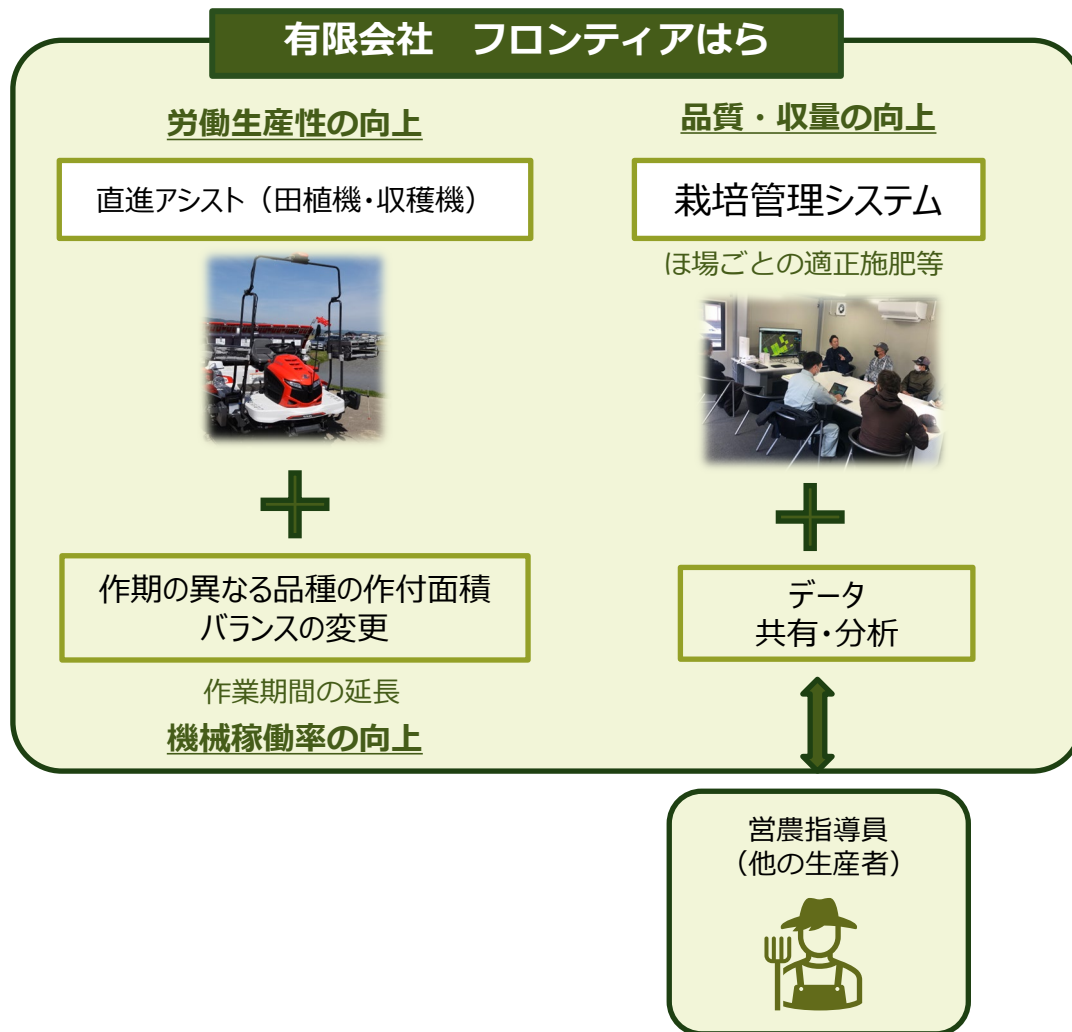 有限会社　フロンティアはら
労働生産性の向上
直進アシスト（田植機・収穫機）
作期の異なる品種の作付面積
バランスの変更
作業期間の延長
機械稼働率の向上
品質・収量の向上
栽培管理システム
ほ場ごとの適正施肥等
データ
共有・分析
営農指導員
（他の生産者）